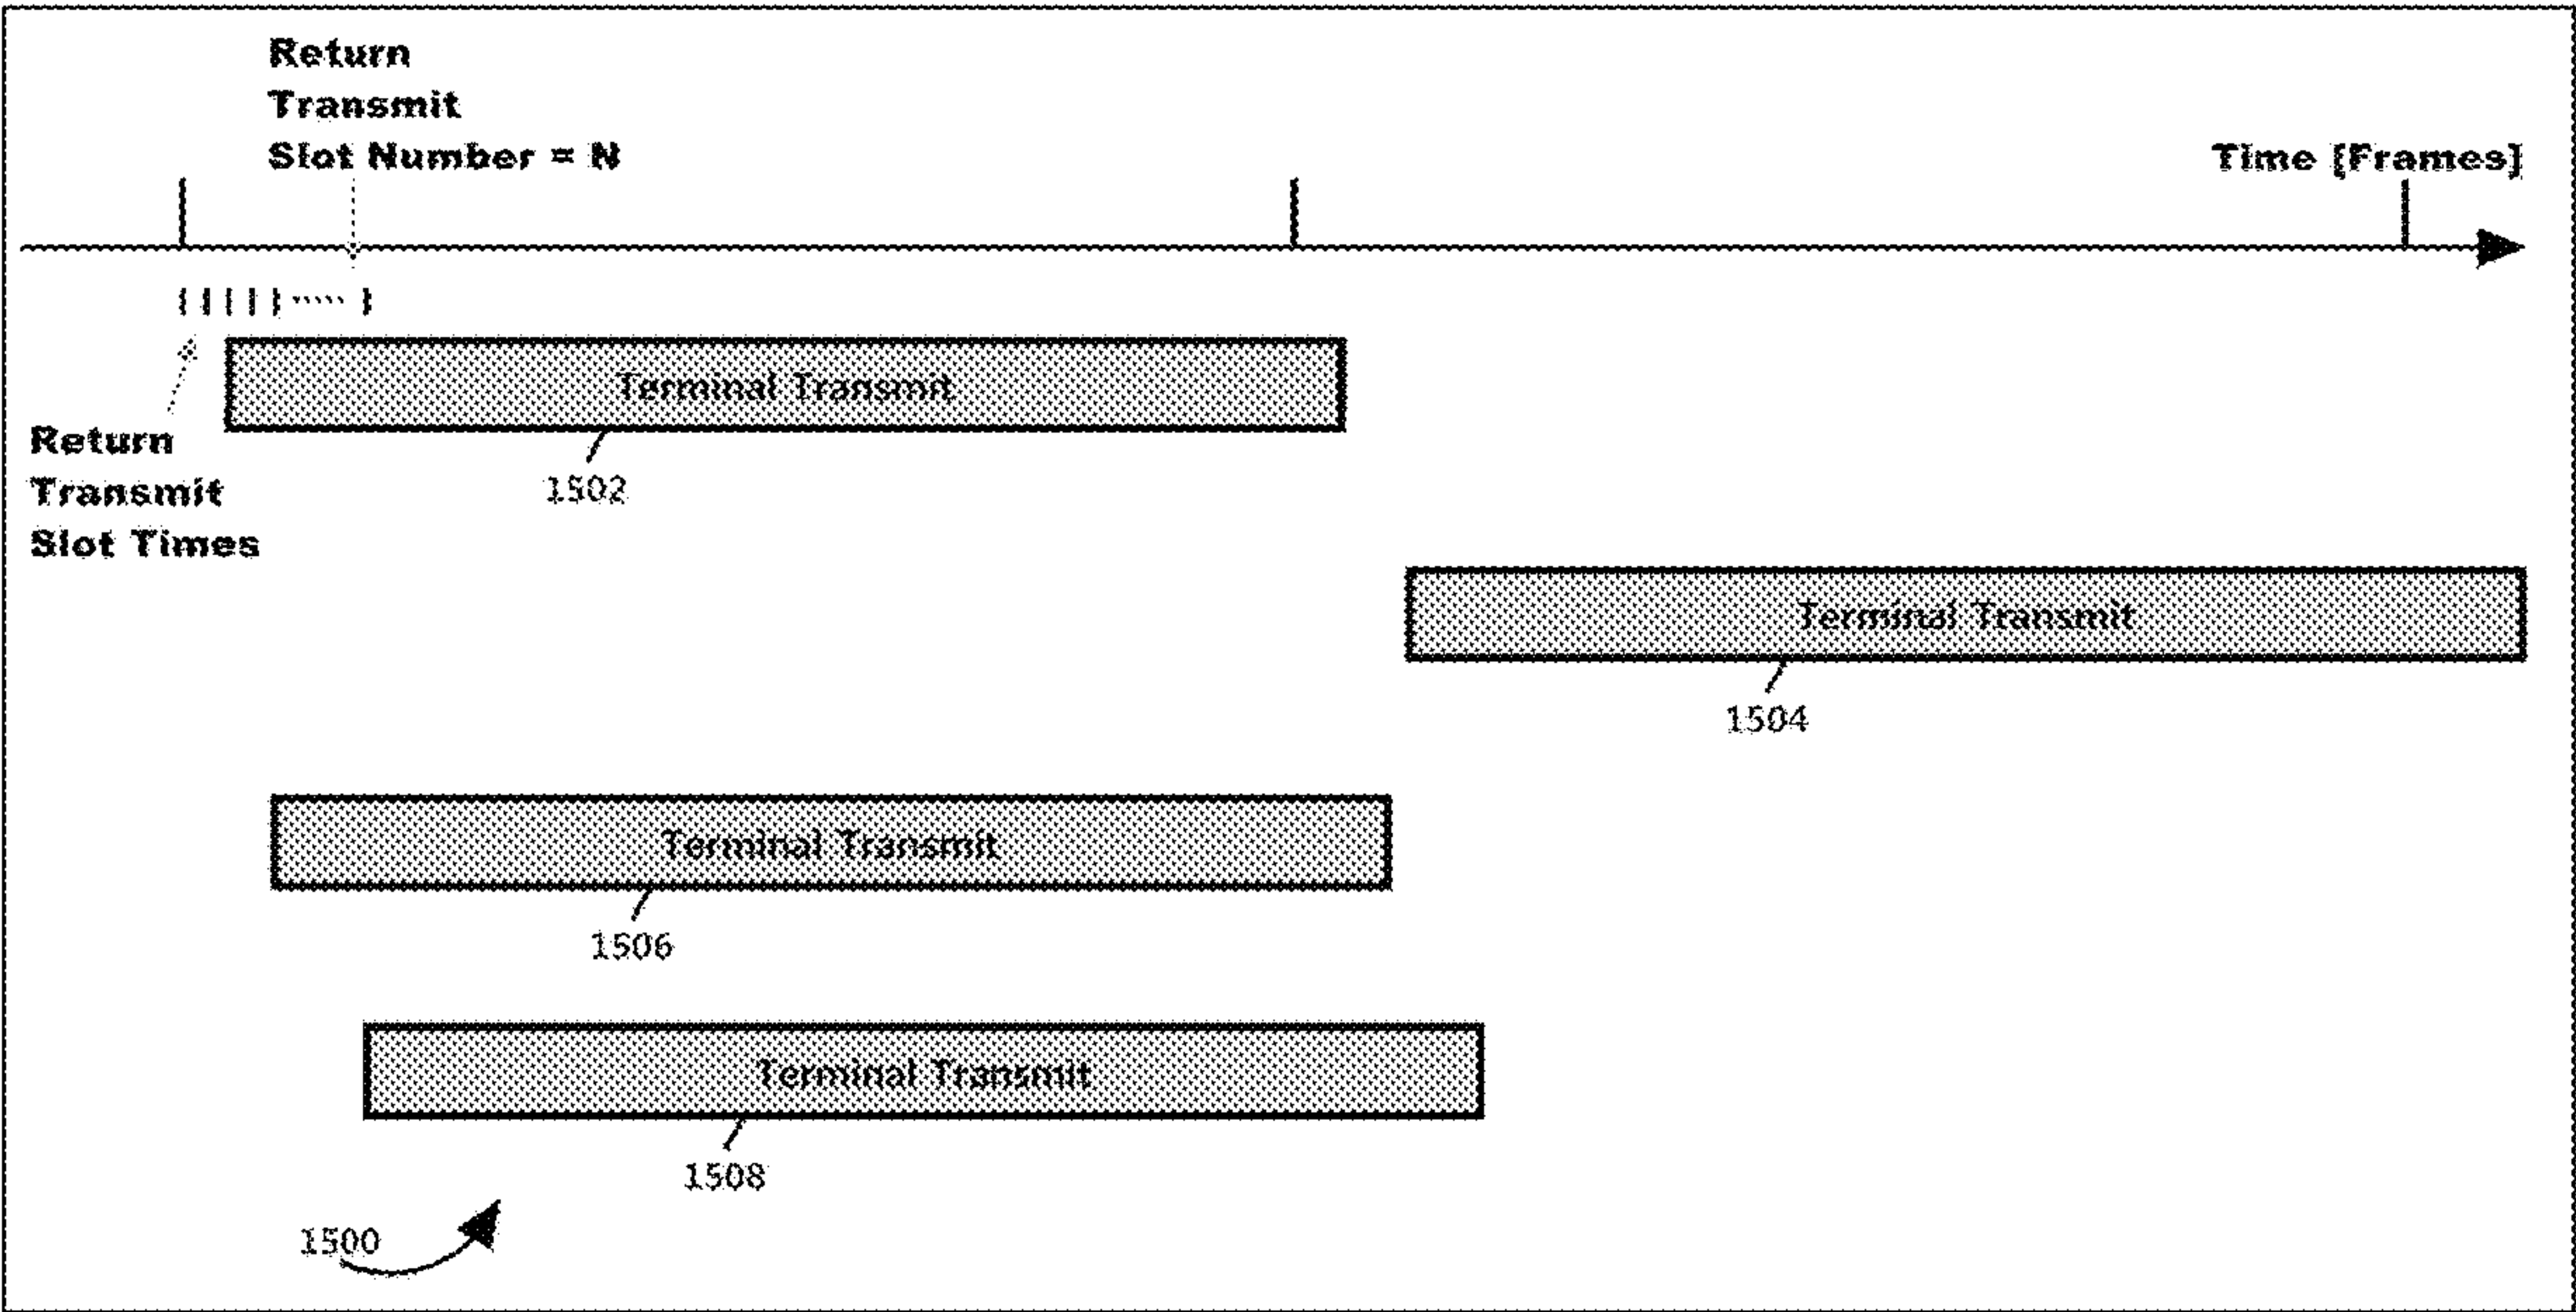 Return
Transmit
Slot Number = N
Time [Frames]
Terminal Transmit
1502
Return
Transmit
Slot Times
Terminal Transmit
1504
Terminal Transmit
1506
Terminal Transmit
1508
1500